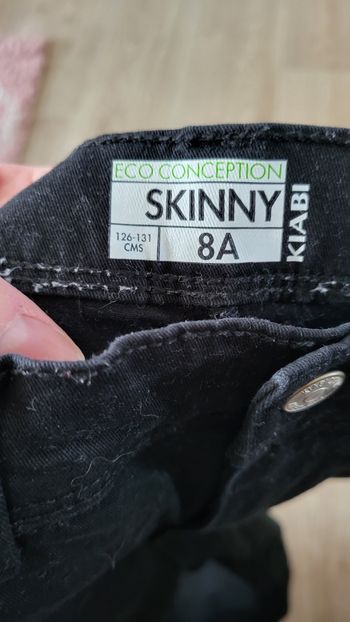 ECO CONCEPTION
SKINNY
KIABI
126-131
CMS
8A